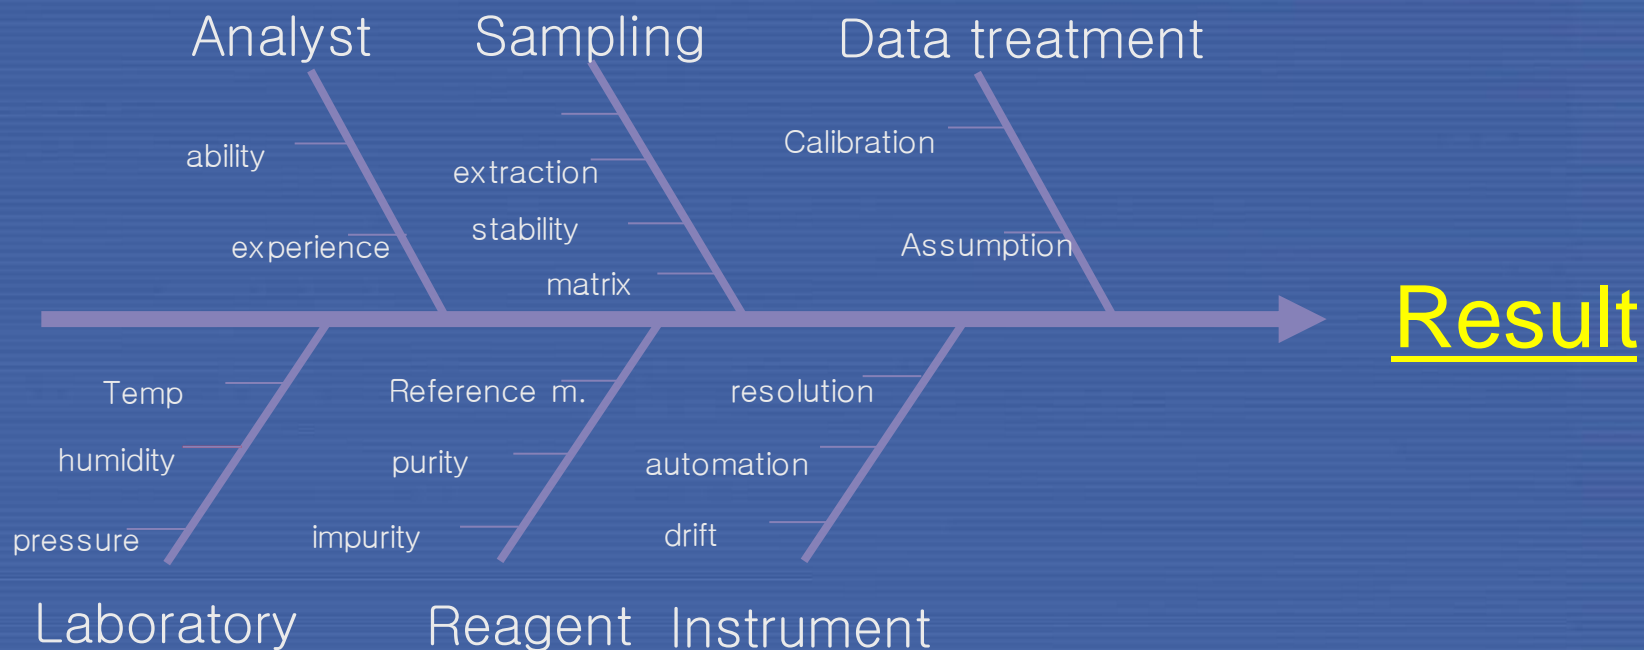 Analyst
Sampling
Data treatment
ability
experience
extraction
stability
matrix
Calibration
Assumption
Result
Temp
humidity
pressure
Reference m.
purity
impurity
resolution
automation
drift
Laboratory
Reagent
Instrument